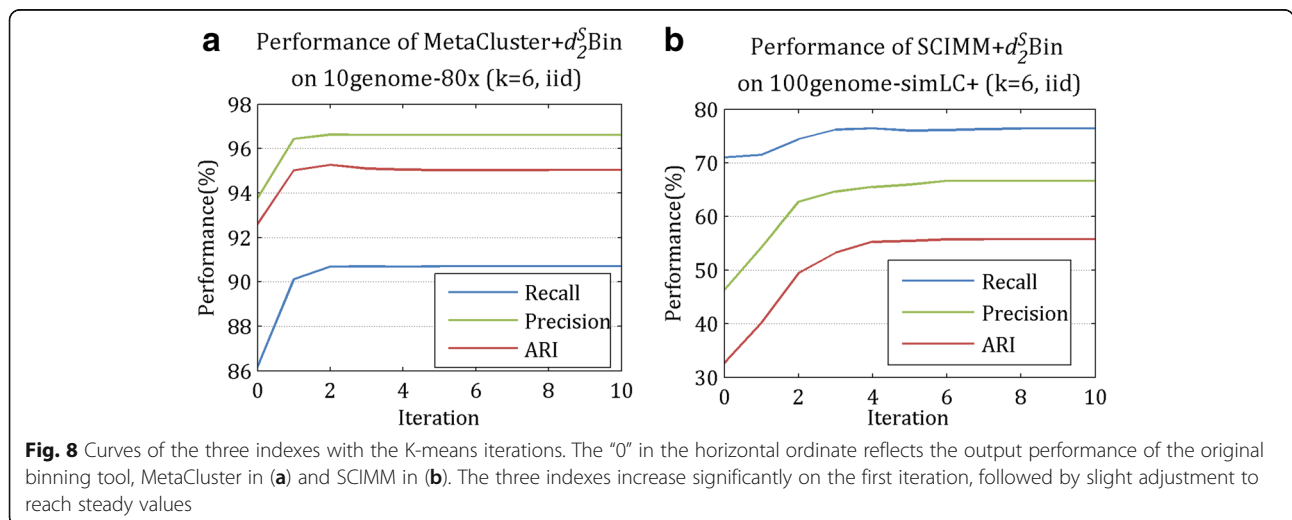 a
Performance of MetaCluster+d₂ˢBin
on 10genome-80x (k=6, iid)
98
96
94
92
90
88
86
Performance(%)
0 2 4 6 8 10
Iteration
Recall
Precision
ARI
b
Performance of SCIMM+d₂ˢBin
on 100genome-simLC+ (k=6, iid)
80
70
60
50
40
30
Performance(%)
0 2 4 6 8 10
Iteration
Recall
Precision
ARI
Fig. 8 Curves of the three indexes with the K-means iterations. The “0” in the horizontal ordinate reflects the output performance of the original
binning tool, MetaCluster in (a) and SCIMM in (b). The three indexes increase significantly on the first iteration, followed by slight adjustment to
reach steady values